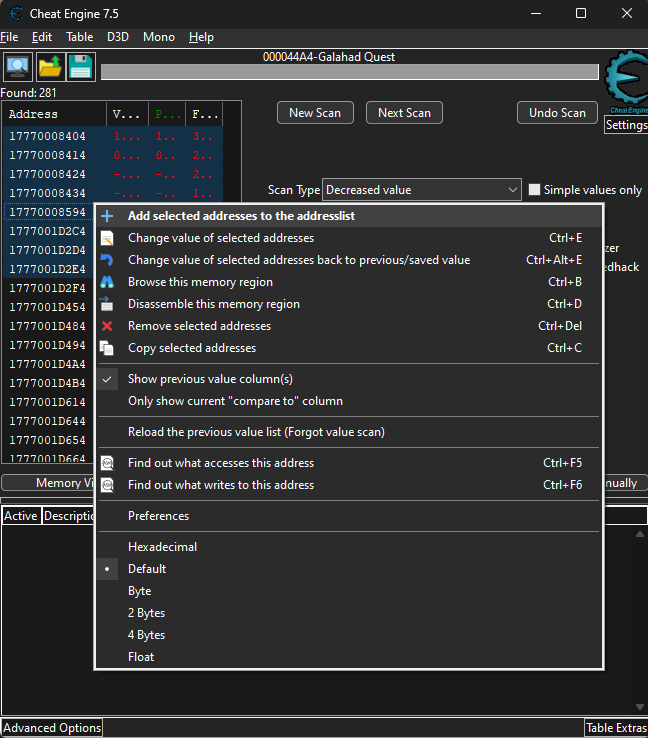 Cheat Engine 7.5
File Edit Table D3D Mono Help
000044A4-Galahad Quest
Found: 281
Cheat Engine
Settings
Address V... P... F...
New Scan Next Scan Undo Scan
17770008404 1... 1.. 3..
17770008414 0... 0.. 2..
17770008424 -... -.. 2..
17770008434 -... -.. 1..
Scan Type Decreased value Simple values only
17770008594
1777001D2C4
1777001D2D4
1777001D2E4
1777001D2F4
1777001D454
1777001D484
1777001D494
1777001D4A4
1777001D4B4
1777001D614
1777001D644
1777001D654
1777001D664
Add selected addresses to the addresslist
Change value of selected addresses Ctrl+E
Change value of selected addresses back to previous/saved value Ctrl+Alt+E
Browse this memory region Ctrl+B
Disassemble this memory region Ctrl+D
Remove selected addresses Ctrl+Del
Copy selected addresses Ctrl+C
Show previous value column(s)
Only show current "compare to" column
Reload the previous value list (Forgot value scan)
Find out what accesses this address Ctrl+F5
Find out what writes to this address Ctrl+F6
Preferences
Hexadecimal
Default
Byte
2 Bytes
4 Bytes
Float
zer
edhack
Memory Vi
nually
Active Descriptio
Advanced Options Table Extras